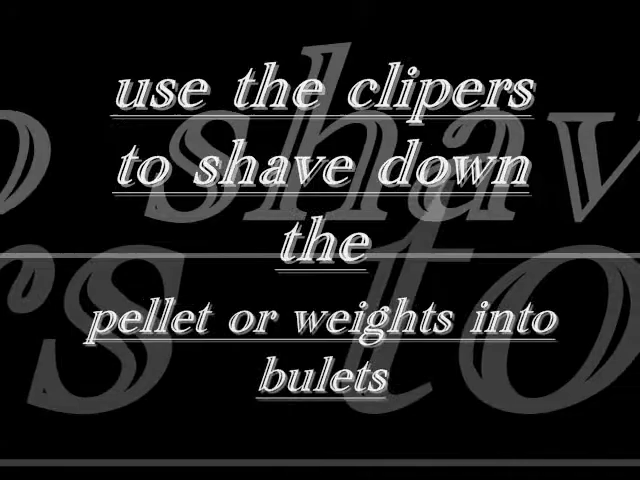 use the clipers
to shave down
the
pellet or weights into
bulets